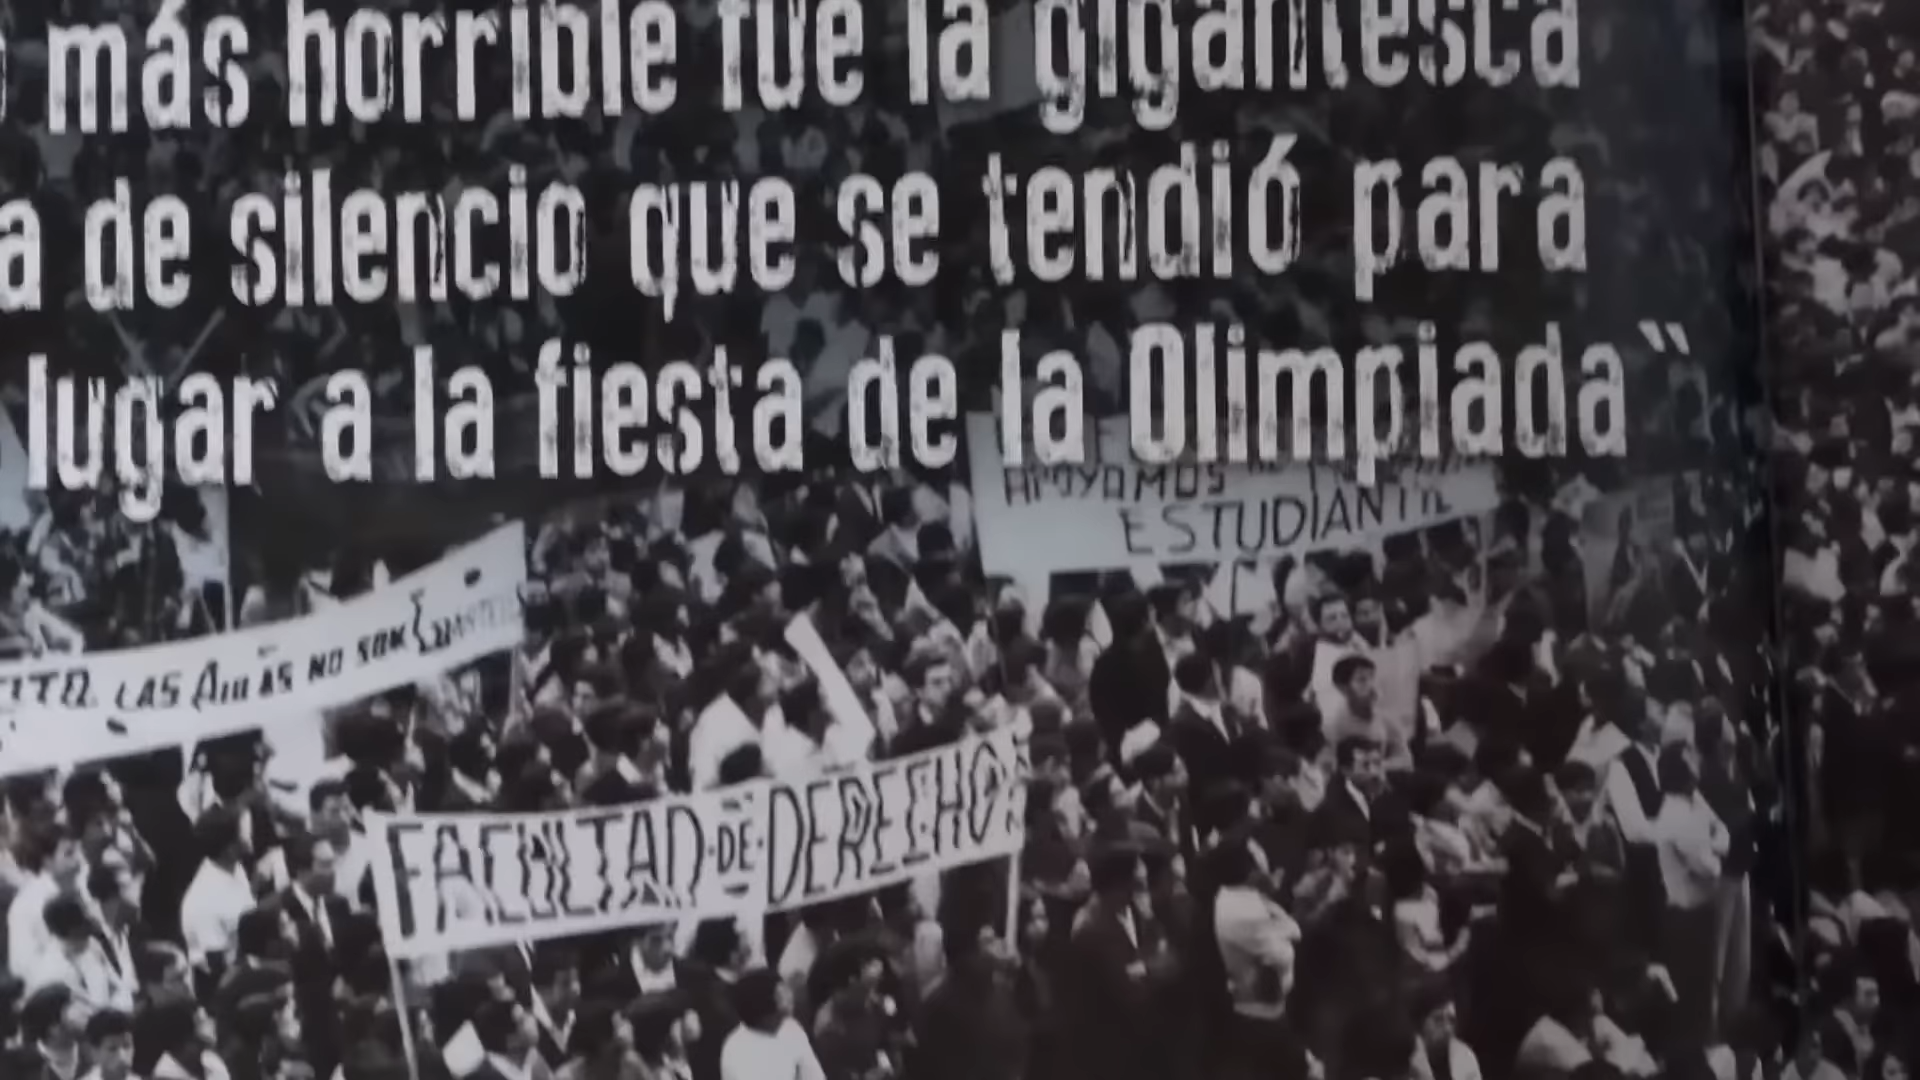 más horrible fue la gigantesca
a de silencio que se tendió para
lugar a la fiesta de la Olimpiada"
APOYAMOS
ESTUDIANTIL
LAS AULAS NO SON
FACULTAD·DE·DERECHO